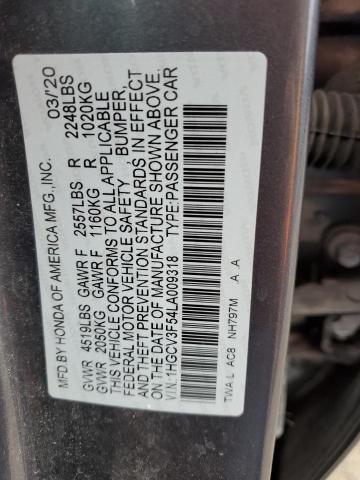 MFD BY HONDA OF AMERICA MFG., INC. 03/'20
GVWR 4519LBS GAWR F 2557LBS R 2248LBS
GVWR 2050KG GAWR F 1160KG R 1020KG
THIS VEHICLE CONFORMS TO ALL APPLICABLE
FEDERAL MOTOR VEHICLE SAFETY, BUMPER,
AND THEFT PREVENTION STANDARDS IN EFFECT
ON THE DATE OF MANUFACTURE SHOWN ABOVE.
V I N:1HGCV3F54LA009318 TYPE:PASSENGER CAR
TWA L AC8 NH797M A A